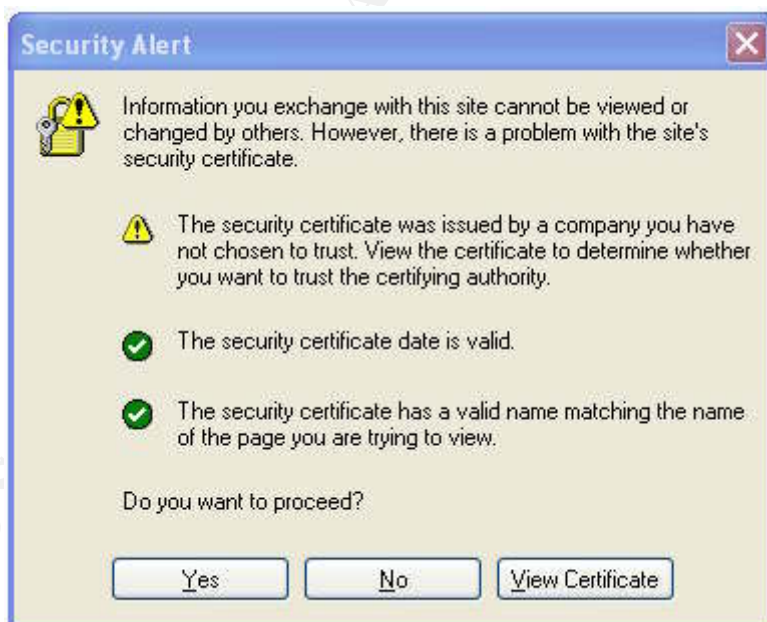 Security Alert
Information you exchange with this site cannot be viewed or
changed by others. However, there is a problem with the site's
security certificate.
The security certificate was issued by a company you have
not chosen to trust. View the certificate to determine whether
you want to trust the certifying authority.
The security certificate date is valid.
The security certificate has a valid name matching the name
of the page you are trying to view.
Do you want to proceed?
Yes No View Certificate